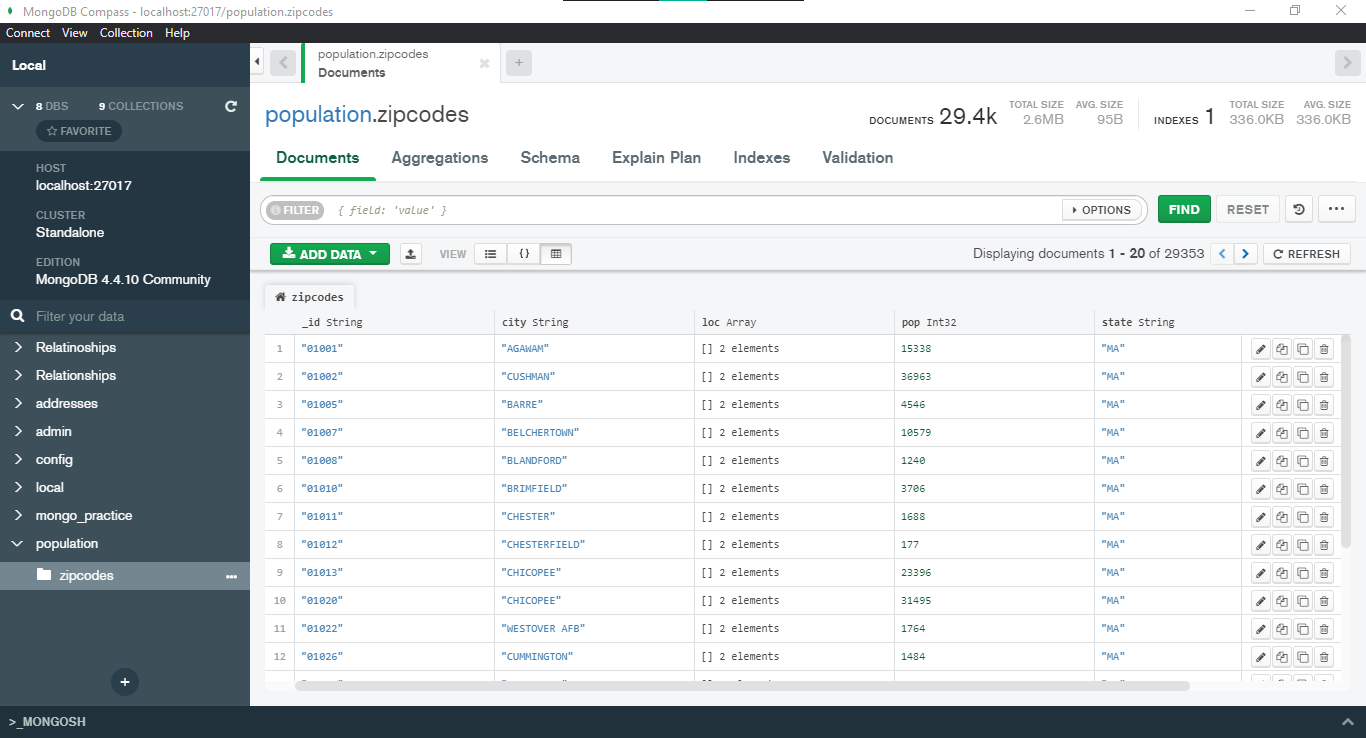 MongoDB Compass - localhost:27017/population.zipcodes
Connect View Collection Help
Local
8 DBS 9 COLLECTIONS
FAVORITE
HOST
localhost:27017
CLUSTER
Standalone
EDITION
MongoDB 4.4.10 Community
Filter your data
Relatinoships
Relationships
addresses
admin
config
local
mongo_practice
population
zipcodes
population.zipcodes
Documents
population.zipcodes
DOCUMENTS 29.4k TOTAL SIZE 2.6MB AVG. SIZE 95B
INDEXES 1 TOTAL SIZE 336.0KB AVG. SIZE 336.0KB
Documents Aggregations Schema Explain Plan Indexes Validation
FILTER { field: 'value' } OPTIONS FIND RESET
ADD DATA VIEW {} Displaying documents 1 - 20 of 29353 REFRESH
zipcodes
_id String city String loc Array pop Int32 state String
1 "01001" "AGAWAM" [] 2 elements 15338 "MA"
2 "01002" "CUSHMAN" [] 2 elements 36963 "MA"
3 "01005" "BARRE" [] 2 elements 4546 "MA"
4 "01007" "BELCHERTOWN" [] 2 elements 10579 "MA"
5 "01008" "BLANDFORD" [] 2 elements 1240 "MA"
6 "01010" "BRIMFIELD" [] 2 elements 3706 "MA"
7 "01011" "CHESTER" [] 2 elements 1688 "MA"
8 "01012" "CHESTERFIELD" [] 2 elements 177 "MA"
9 "01013" "CHICOPEE" [] 2 elements 23396 "MA"
10 "01020" "CHICOPEE" [] 2 elements 31495 "MA"
11 "01022" "WESTOVER AFB" [] 2 elements 1764 "MA"
12 "01026" "CUMMINGTON" [] 2 elements 1484 "MA"
>_MONGOSH